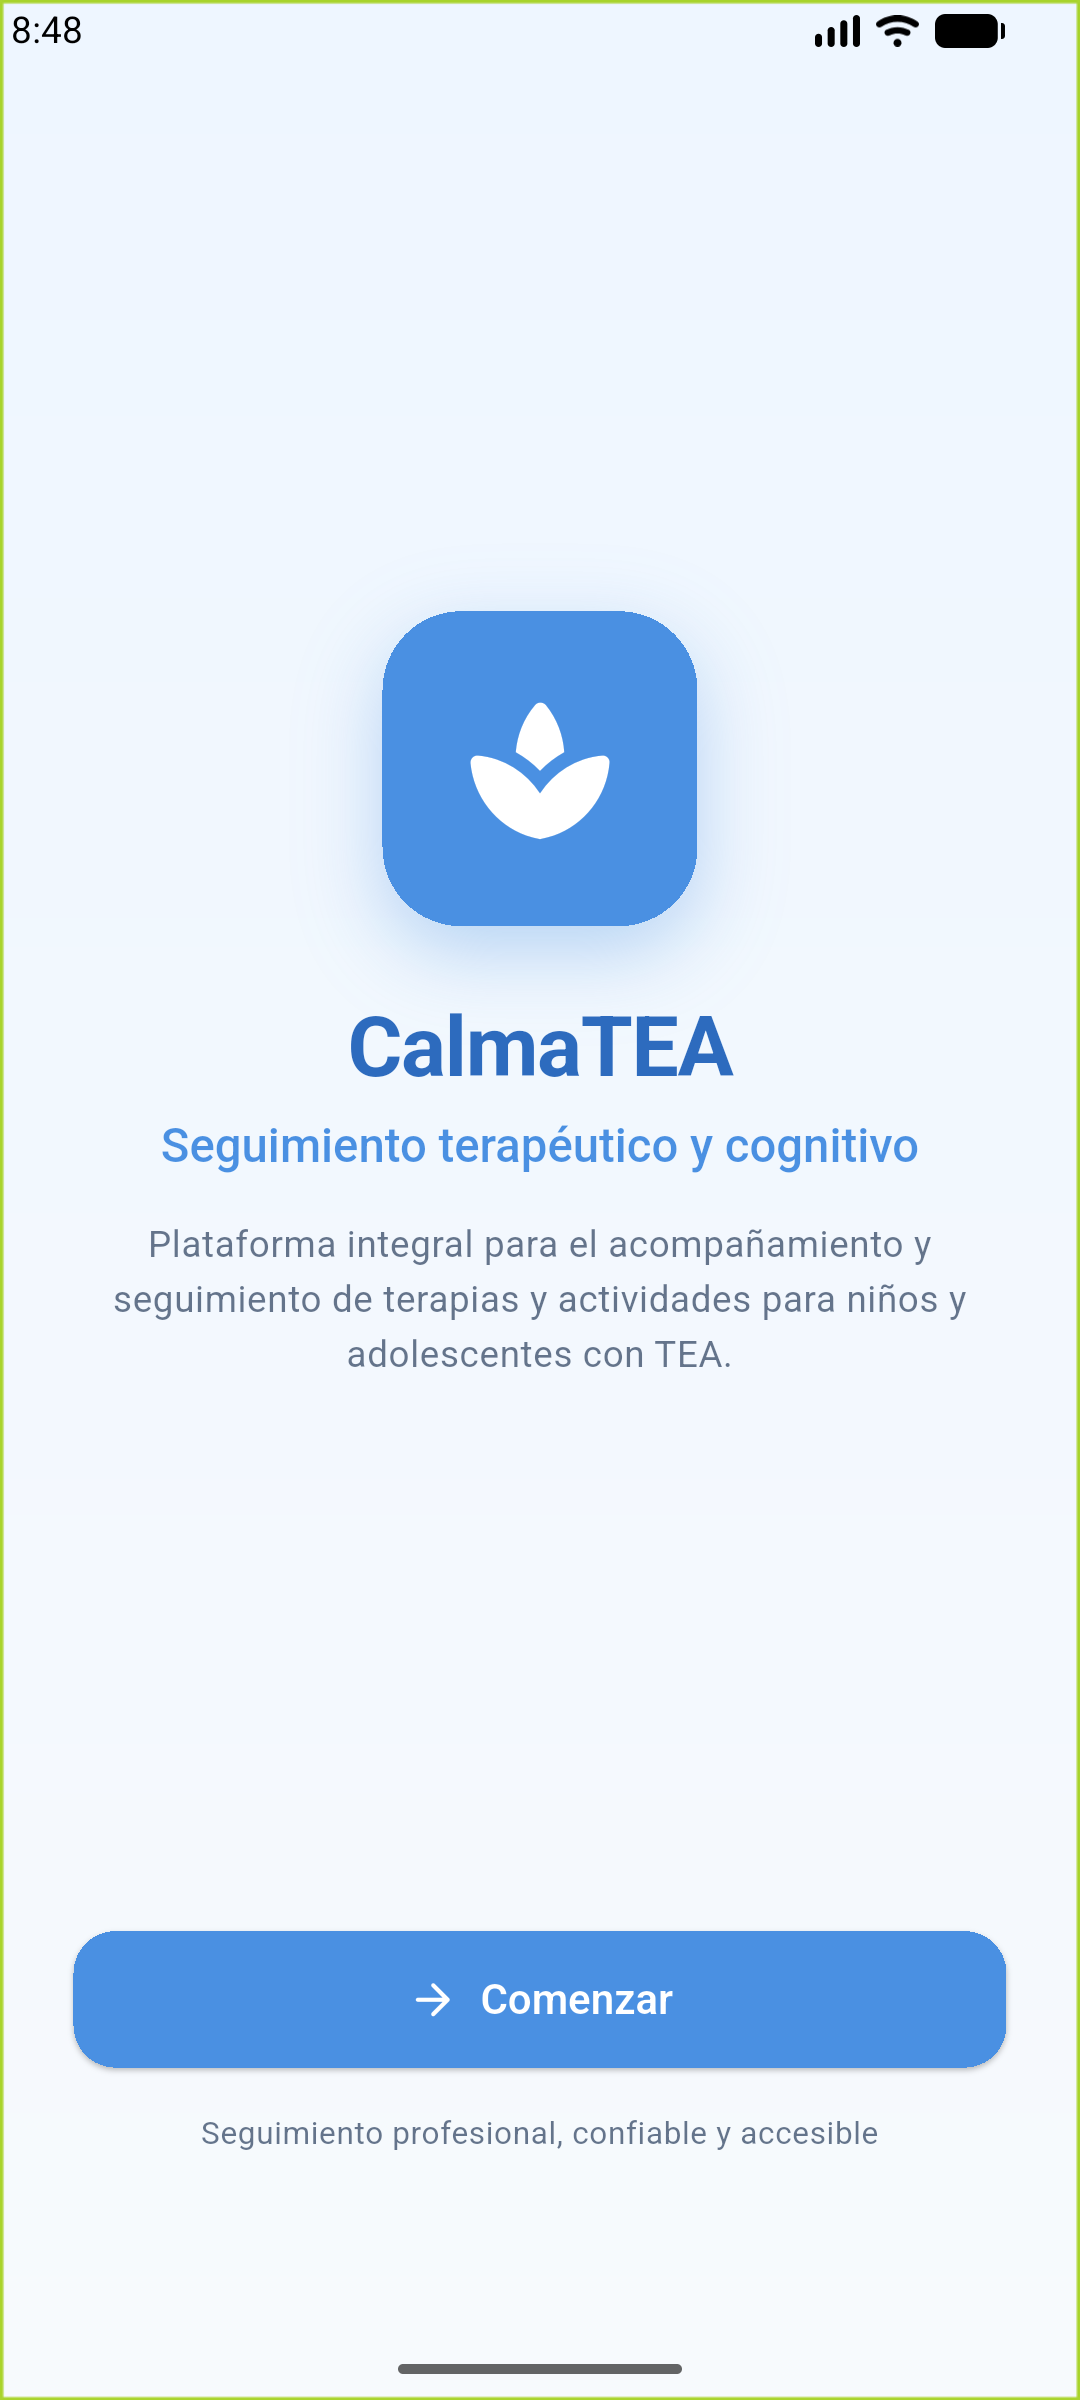 8:48
CalmaTEA
Seguimiento terapéutico y cognitivo
Plataforma integral para el acompañamiento y
seguimiento de terapias y actividades para niños y
adolescentes con TEA.
Comenzar
Seguimiento profesional, confiable y accesible